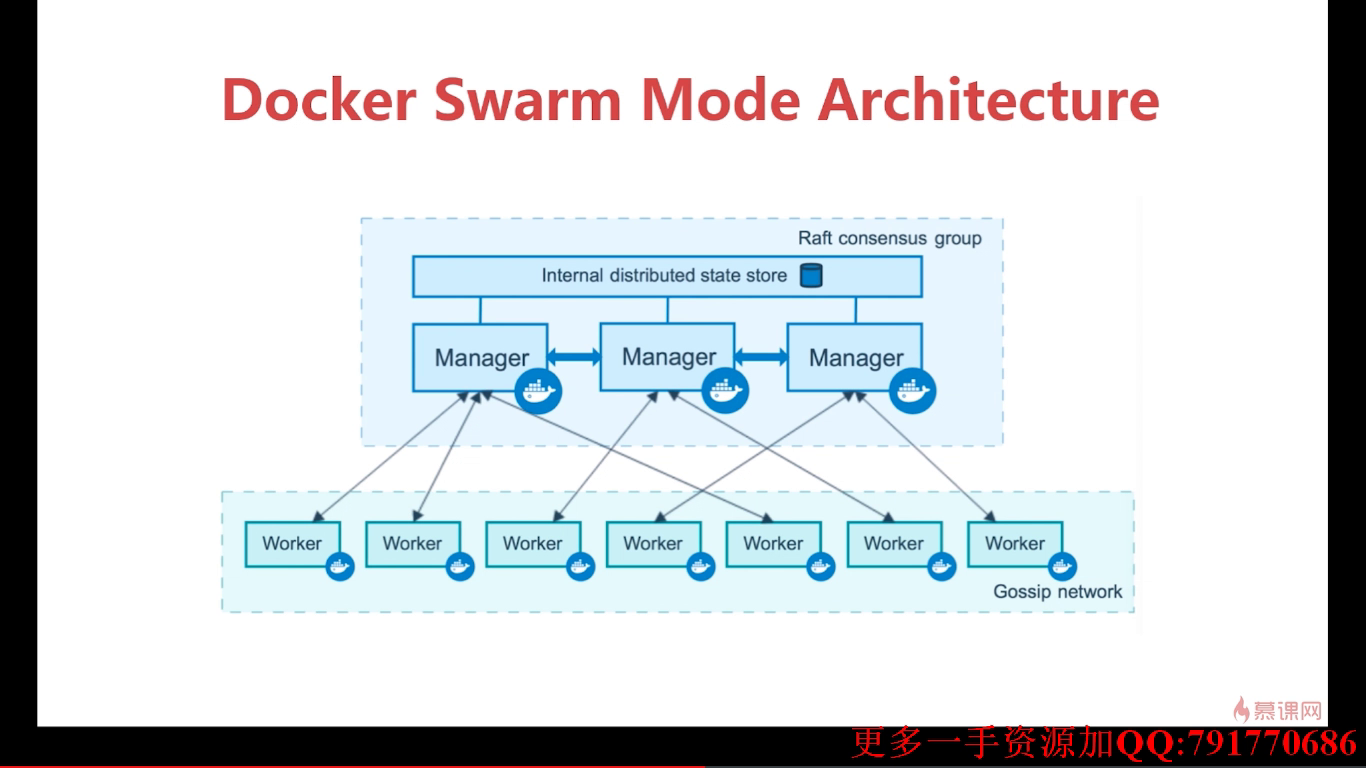 Docker Swarm Mode Architecture
Raft consensus group
Internal distributed state store
Manager Manager Manager
Worker Worker Worker Worker Worker Worker Worker
Gossip network
慕课网
更多一手资源加QQ:791770686